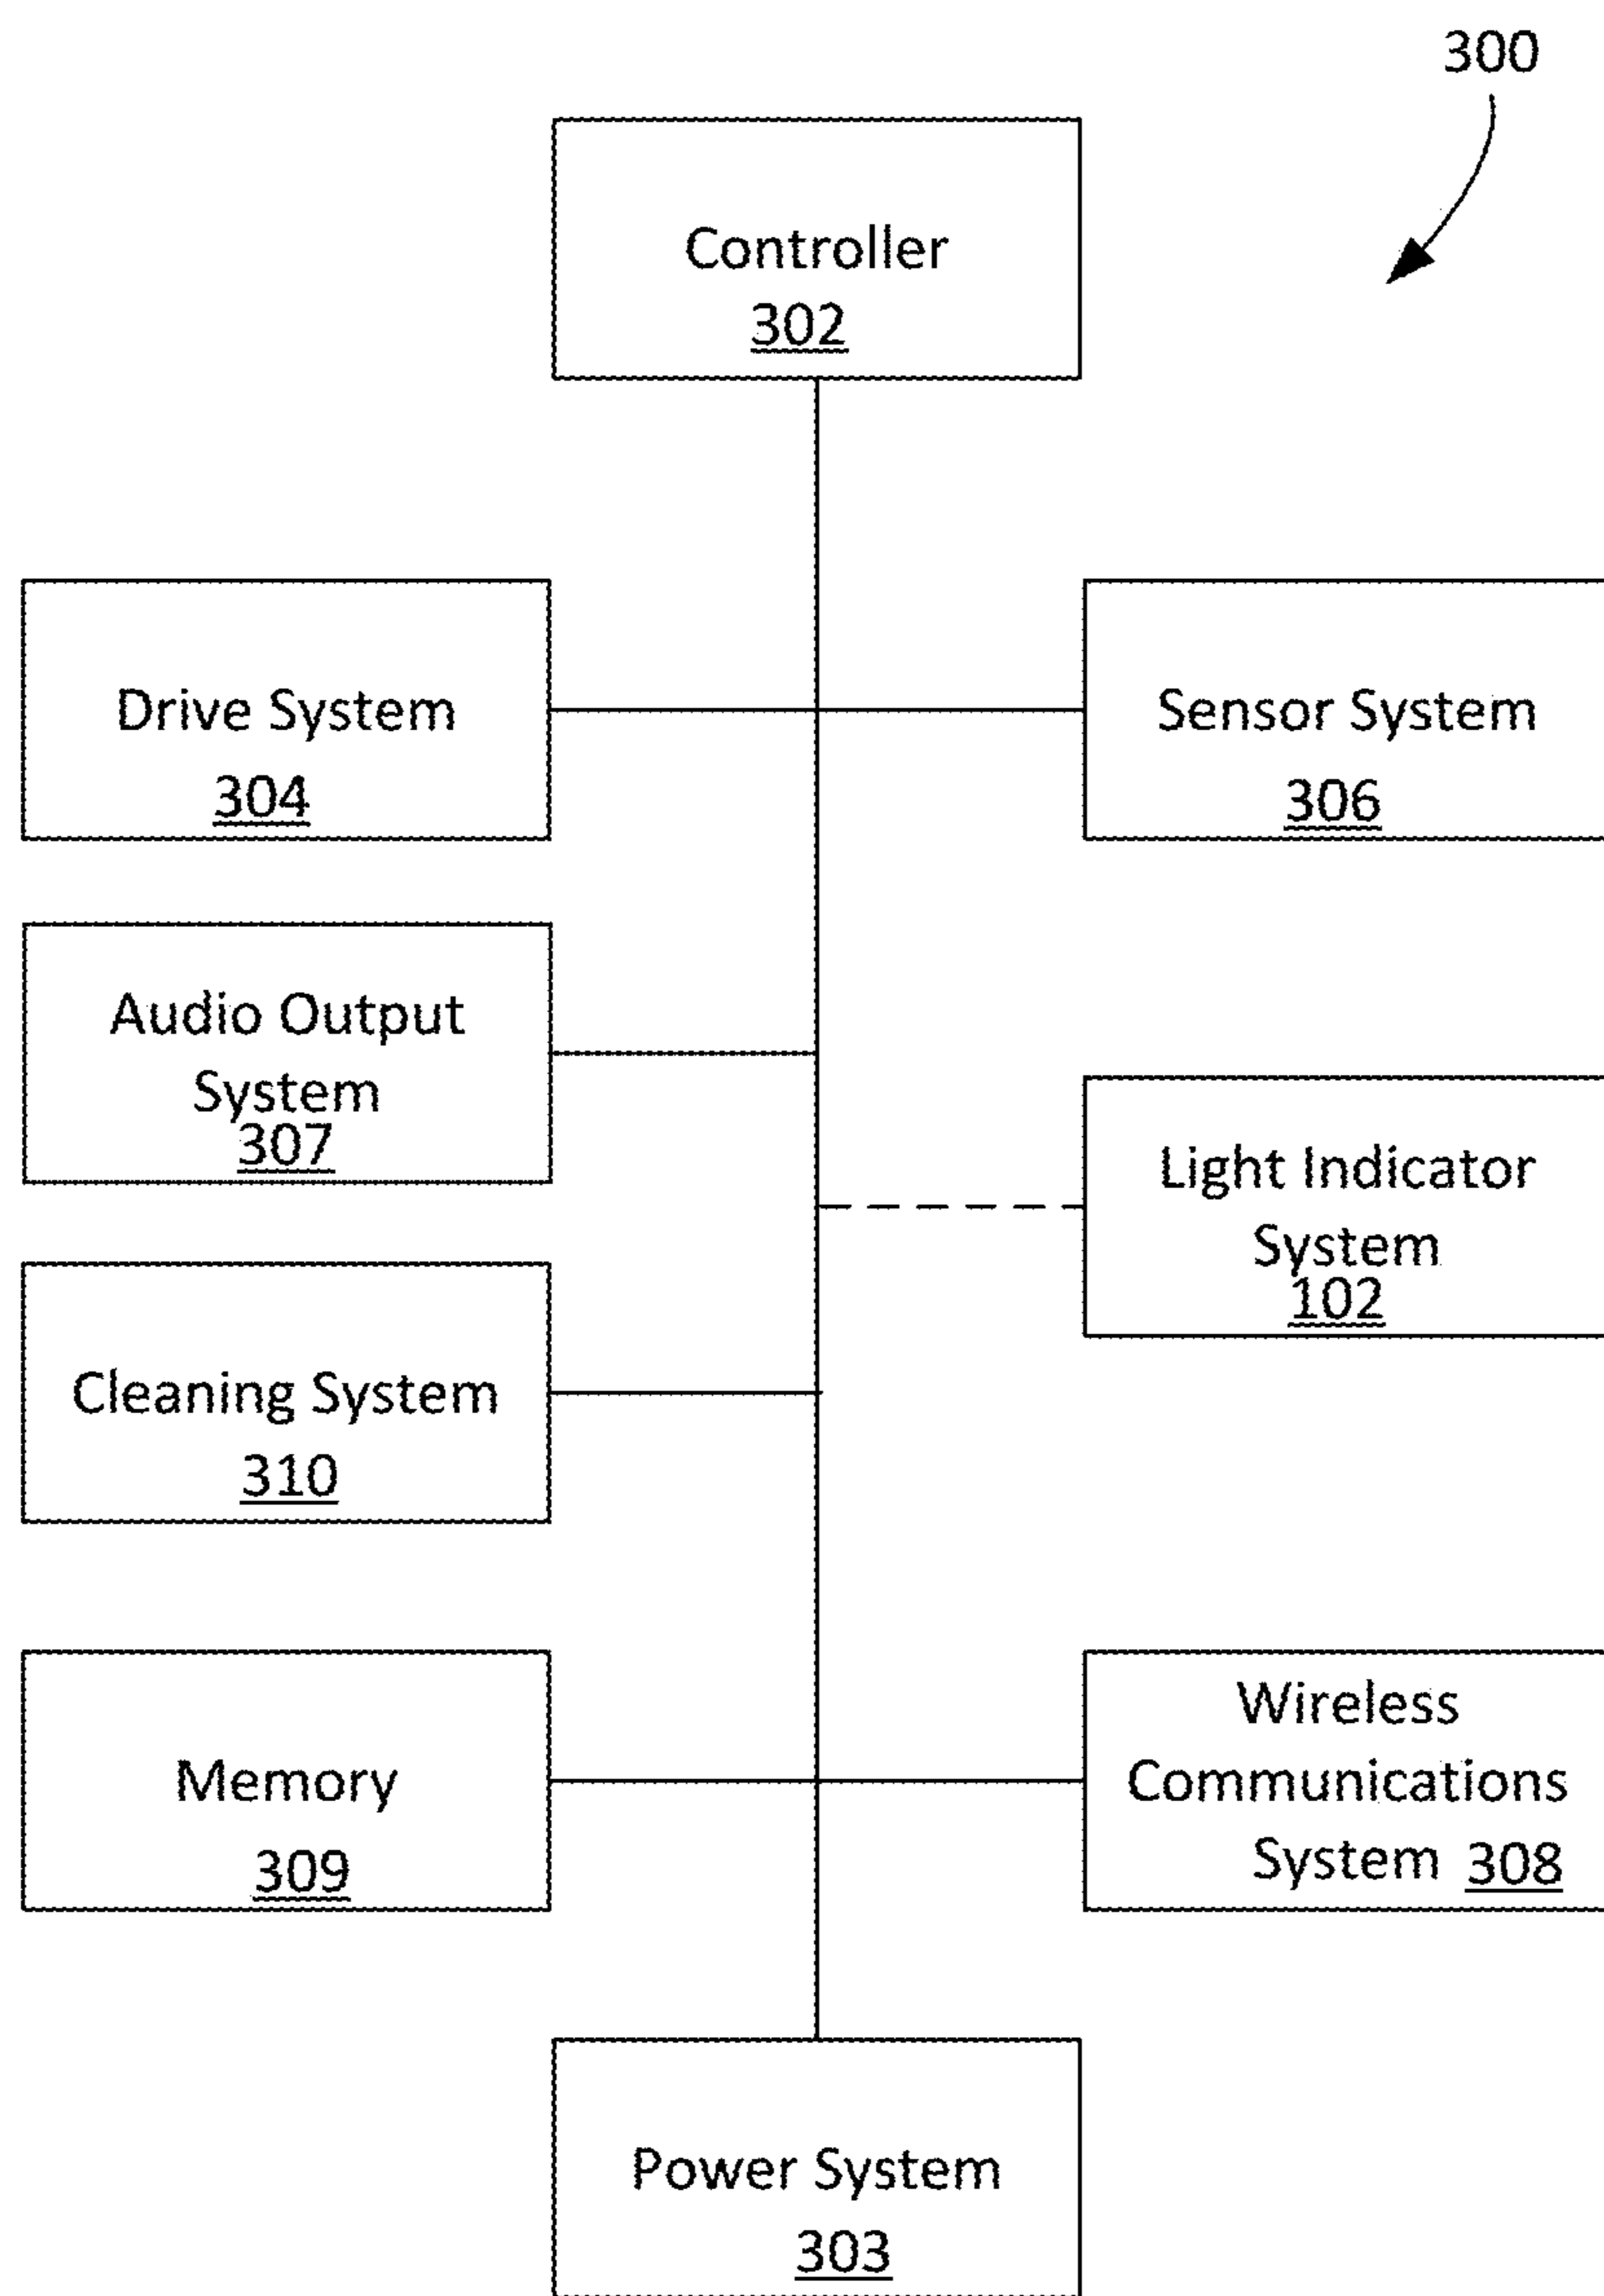 300
Controller
302
Drive System
304
Sensor System
306
Audio Output
System
307
Light Indicator
System
102
Cleaning System
310
Memory
309
Wireless
Communications
System 308
Power System
303